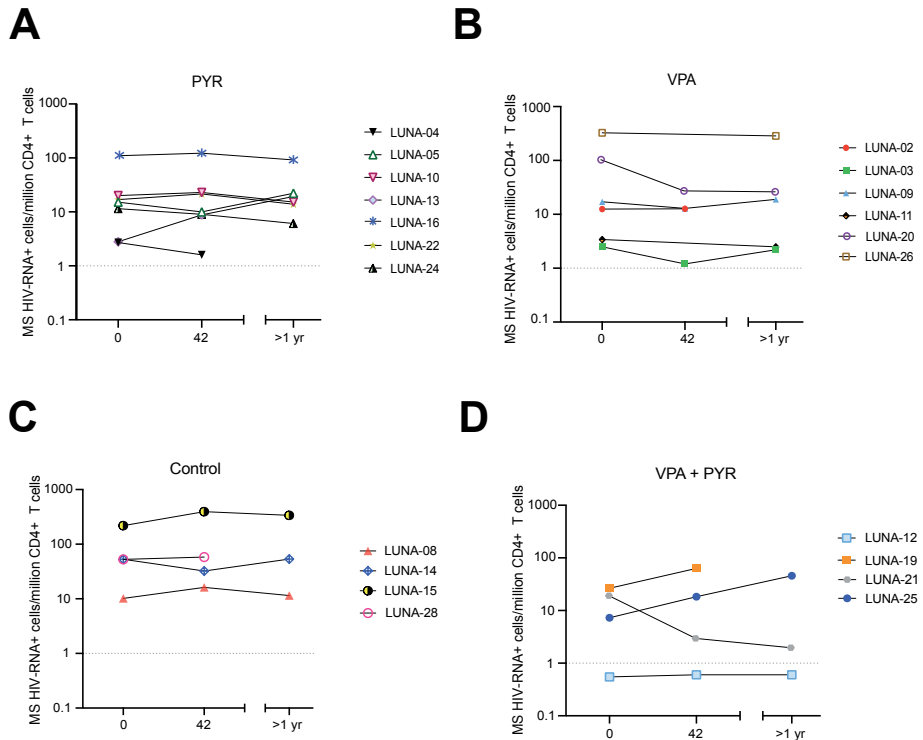 A
PYR
MS HIV-RNA+ cells/million CD4+ T cells
1000
100
10
1
0.1
0
42
>1 yr
LUNA-04
LUNA-05
LUNA-10
LUNA-13
LUNA-16
LUNA-22
LUNA-24
B
VPA
MS HIV-RNA+ cells/million CD4+ T cells
1000
100
10
1
0.1
0
42
>1 yr
LUNA-02
LUNA-03
LUNA-09
LUNA-11
LUNA-20
LUNA-26
C
Control
MS HIV-RNA+ cells/million CD4+ T cells
1000
100
10
1
0.1
0
42
>1 yr
LUNA-08
LUNA-14
LUNA-15
LUNA-28
D
VPA + PYR
MS HIV-RNA+ cells/million CD4+ T cells
1000
100
10
1
0.1
0
42
>1 yr
LUNA-12
LUNA-19
LUNA-21
LUNA-25